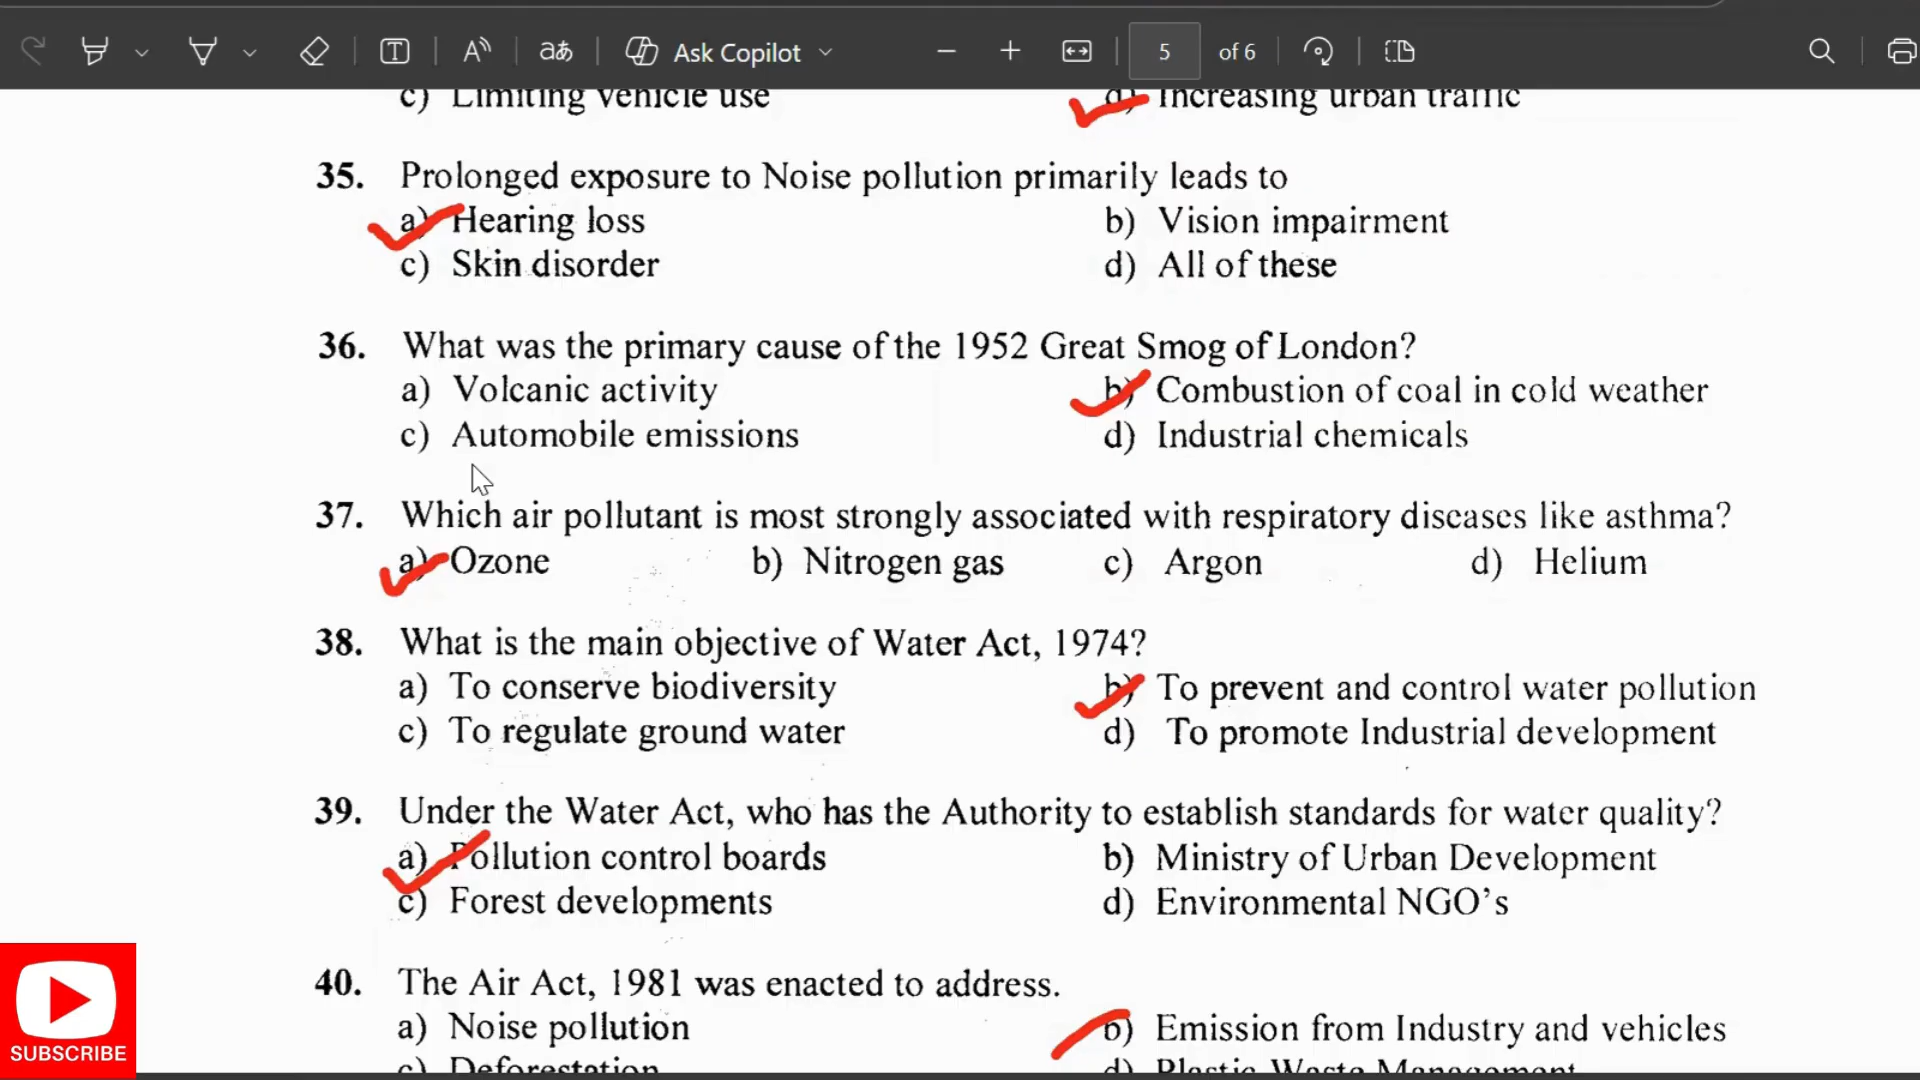 Ask Copilot
5 of 6
c) Limiting vehicle use d) Increasing urban traffic
35. Prolonged exposure to Noise pollution primarily leads to
a) Hearing loss b) Vision impairment
c) Skin disorder d) All of these
36. What was the primary cause of the 1952 Great Smog of London?
a) Volcanic activity b) Combustion of coal in cold weather
c) Automobile emissions d) Industrial chemicals
37. Which air pollutant is most strongly associated with respiratory diseases like asthma?
a) Ozone b) Nitrogen gas c) Argon d) Helium
38. What is the main objective of Water Act, 1974?
a) To conserve biodiversity b) To prevent and control water pollution
c) To regulate ground water d) To promote Industrial development
39. Under the Water Act, who has the Authority to establish standards for water quality?
a) Pollution control boards b) Ministry of Urban Development
c) Forest developments d) Environmental NGO's
40. The Air Act, 1981 was enacted to address.
a) Noise pollution b) Emission from Industry and vehicles
c) Deforestation d) Plastic Waste Management
SUBSCRIBE